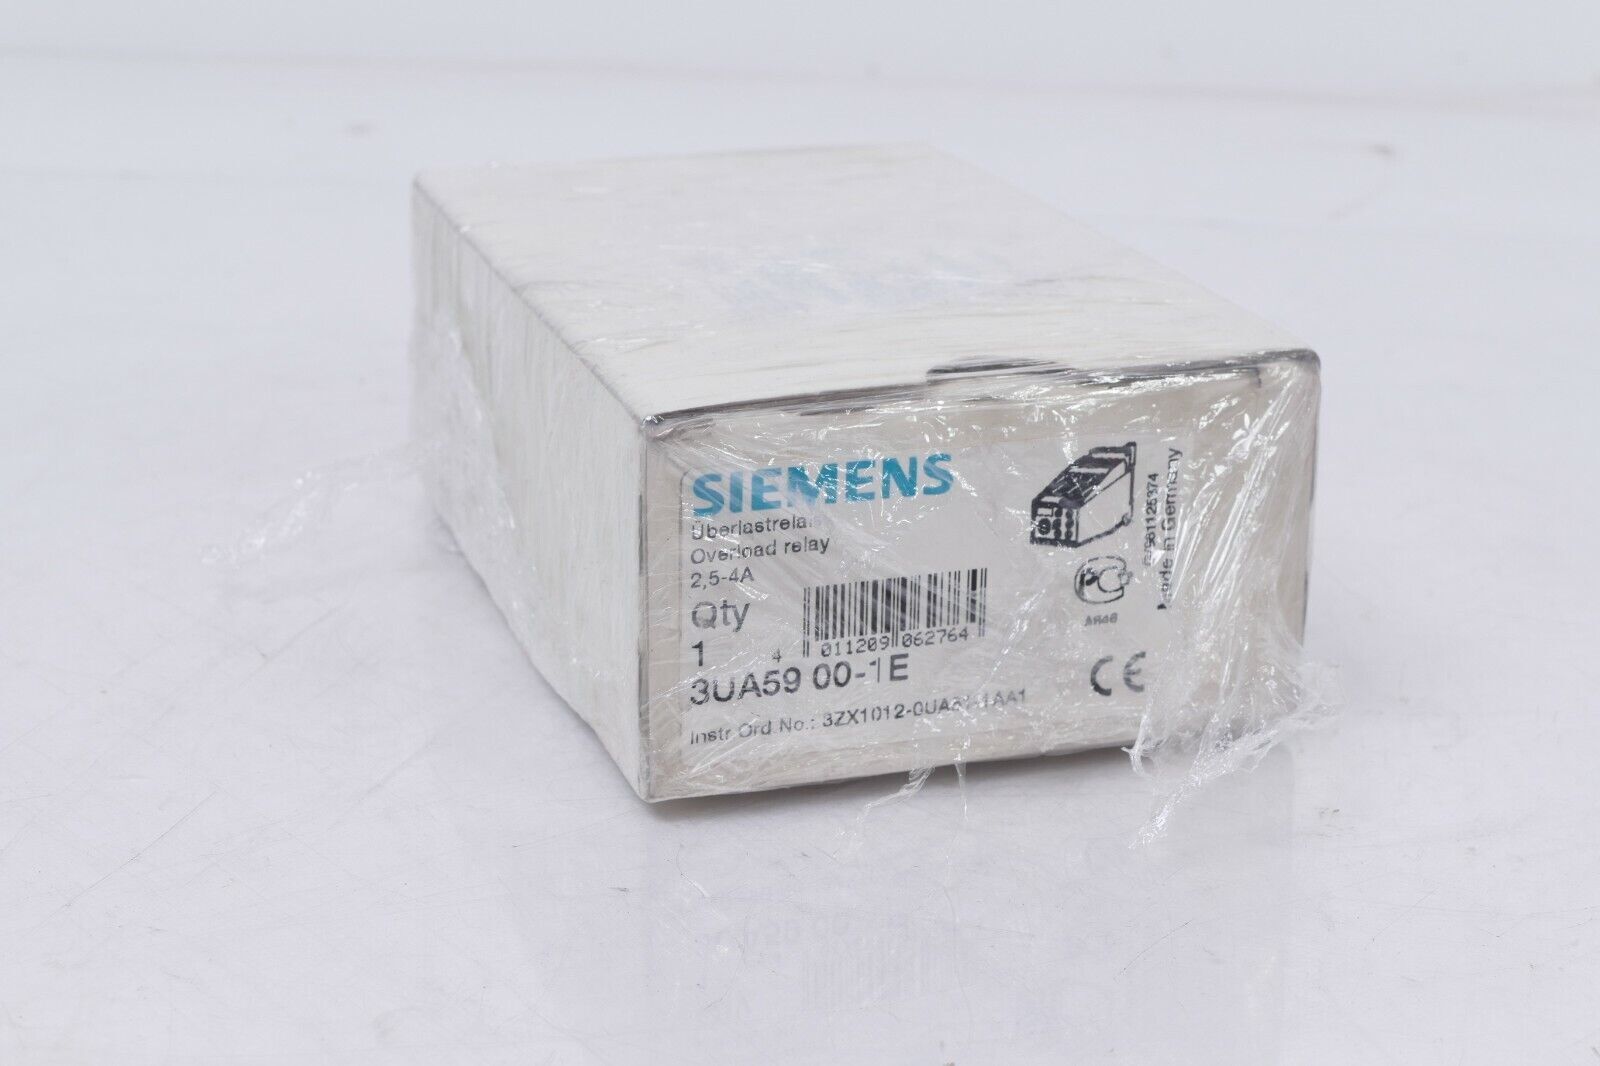 SIEMENS
Überlastrelais
Overload relay
2,5-4A
Qty
1
4 011209 062764
3UA59 00-1E
Instr.Ord.No.:
CE
Made in Germany